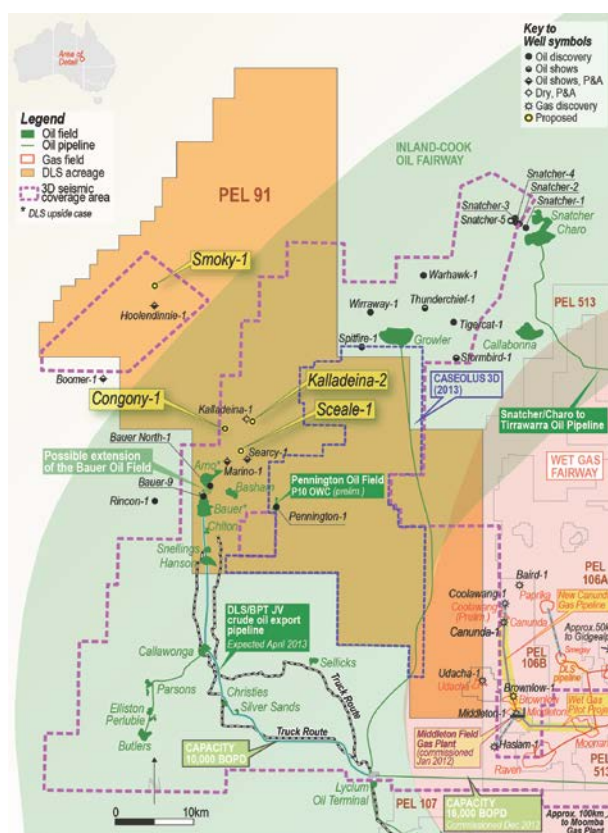 Area of
Detail
Key to
Well symbols
Oil discovery
Oil shows
Oil shows, P&A
Dry, P&A
Gas discovery
Proposed
Legend
Oil field
Oil pipeline
Gas field
DLS acreage
3D seismic
coverage area
* DLS upside case
INLAND-COOK
OIL FAIRWAY
PEL 91
Snatcher-4
Snatcher-2
Snatcher-3
Snatcher-1
Snatcher-5
Snatcher
Charo
Smoky-1
Hoolendinnie-1
Warhawk-1
Wirraway-1
Thunderchief-1
PEL 513
Tigercat-1
Spitfire-1
Growler
Callabonna
Stormbird-1
Boomer-1
Kalladeina-2
CASEOLUS 3D
(2013)
Congony-1
Kalladeina-1
Sceale-1
Snatcher/Charo to
Tirrawarra Oil Pipeline
Bauer North-1
Searcy-1
Possible extension
of the Bauer Oil Field
Arno*
Marino-1
WET GAS
FAIRWAY
Bauer-9
Basham
Pennington Oil Field
P10 OWC (prelim.)
Rincon-1
Bauer*
Pennington-1
Chiton
Snellings
Hanson
PEL
106A
Baird-1
Coolawang-1
Coolawang
(Prelim.)
Paprika
New Canunda
Gas Pipeline
DLS/BPT JV
crude oil export
pipeline
Expected April 2013
Canunda-1
Canunda
Callawonga
Sellicks
PEL
106B
DLS
pipeline
Udacha-1
Udacha
Parsons
Truck Route
Christies
Silver Sands
Brownlow-1
Brownlow
Elliston
Perlubie
Middleton-1
Middleton
Wet Gas
Pilot Project
Butlers
Truck Route
Middleton Field
Gas Plant
(commissioned
Jan 2012)
Haslam-1
Raven
PEL
513
CAPACITY
10,000 BOPD
Lycium
Oil Terminal
PEL 107
CAPACITY
Commissioned Dec 2012
Approx. 100km
to Moomba
Gas Plant
0
10km